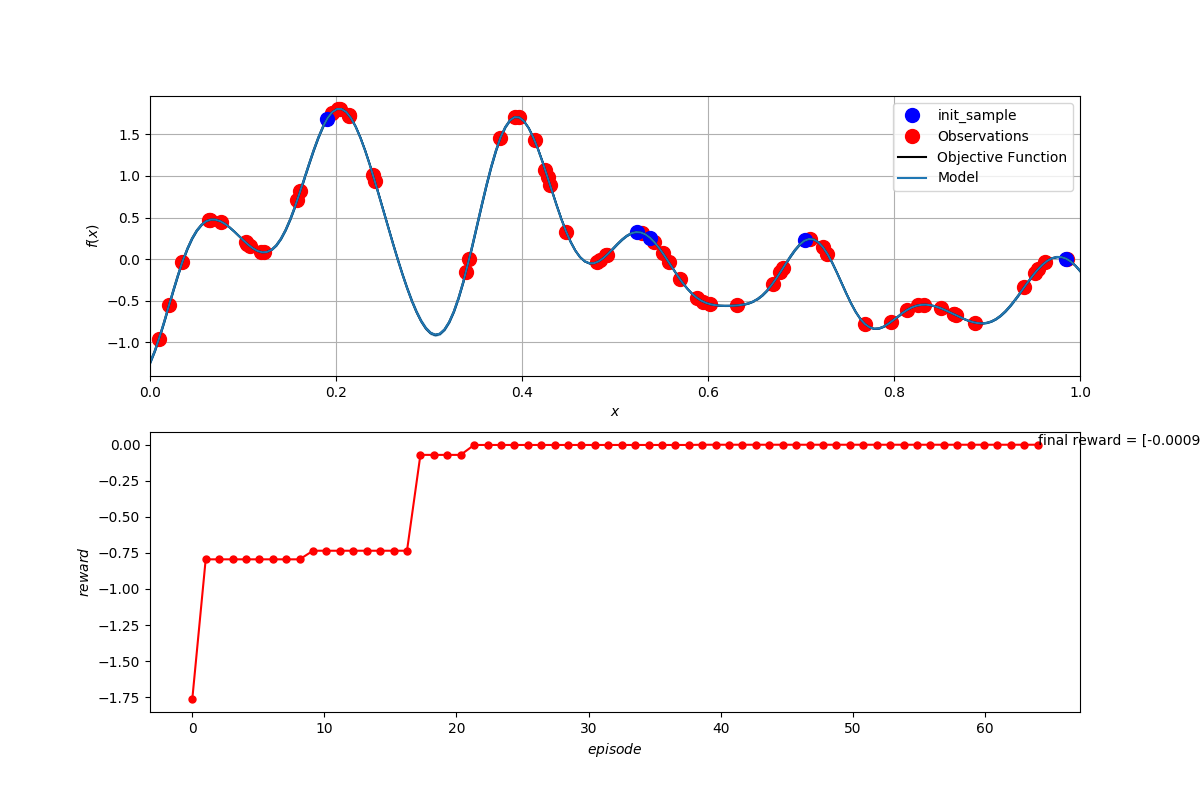 1.5
1.0
0.5
0.0
−0.5
−1.0
f(x)
init_sample
Observations
Objective Function
Model
0.0 0.2 0.4 0.6 0.8 1.0
x
0.00
−0.25
−0.50
−0.75
−1.00
−1.25
−1.50
−1.75
reward
final reward = [-0.0009
0 10 20 30 40 50 60
episode